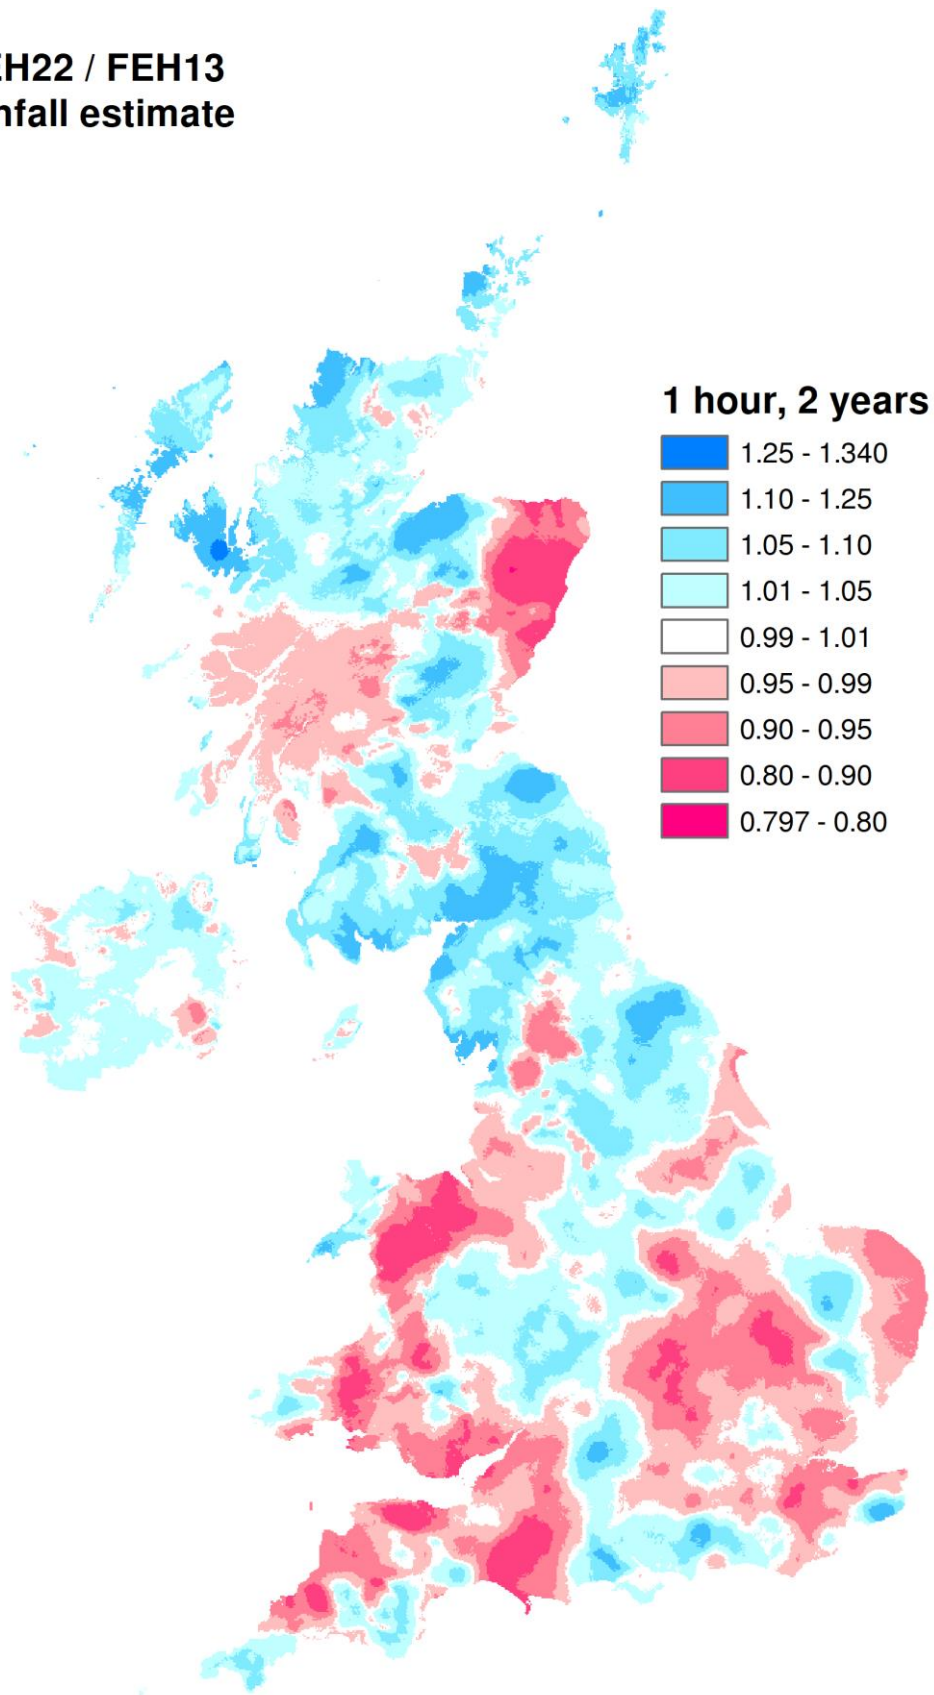 EH22 / FEH13
nfall estimate
1 hour, 2 years
1.25 - 1.340
1.10 - 1.25
1.05 - 1.10
1.01 - 1.05
0.99 - 1.01
0.95 - 0.99
0.90 - 0.95
0.80 - 0.90
0.797 - 0.80